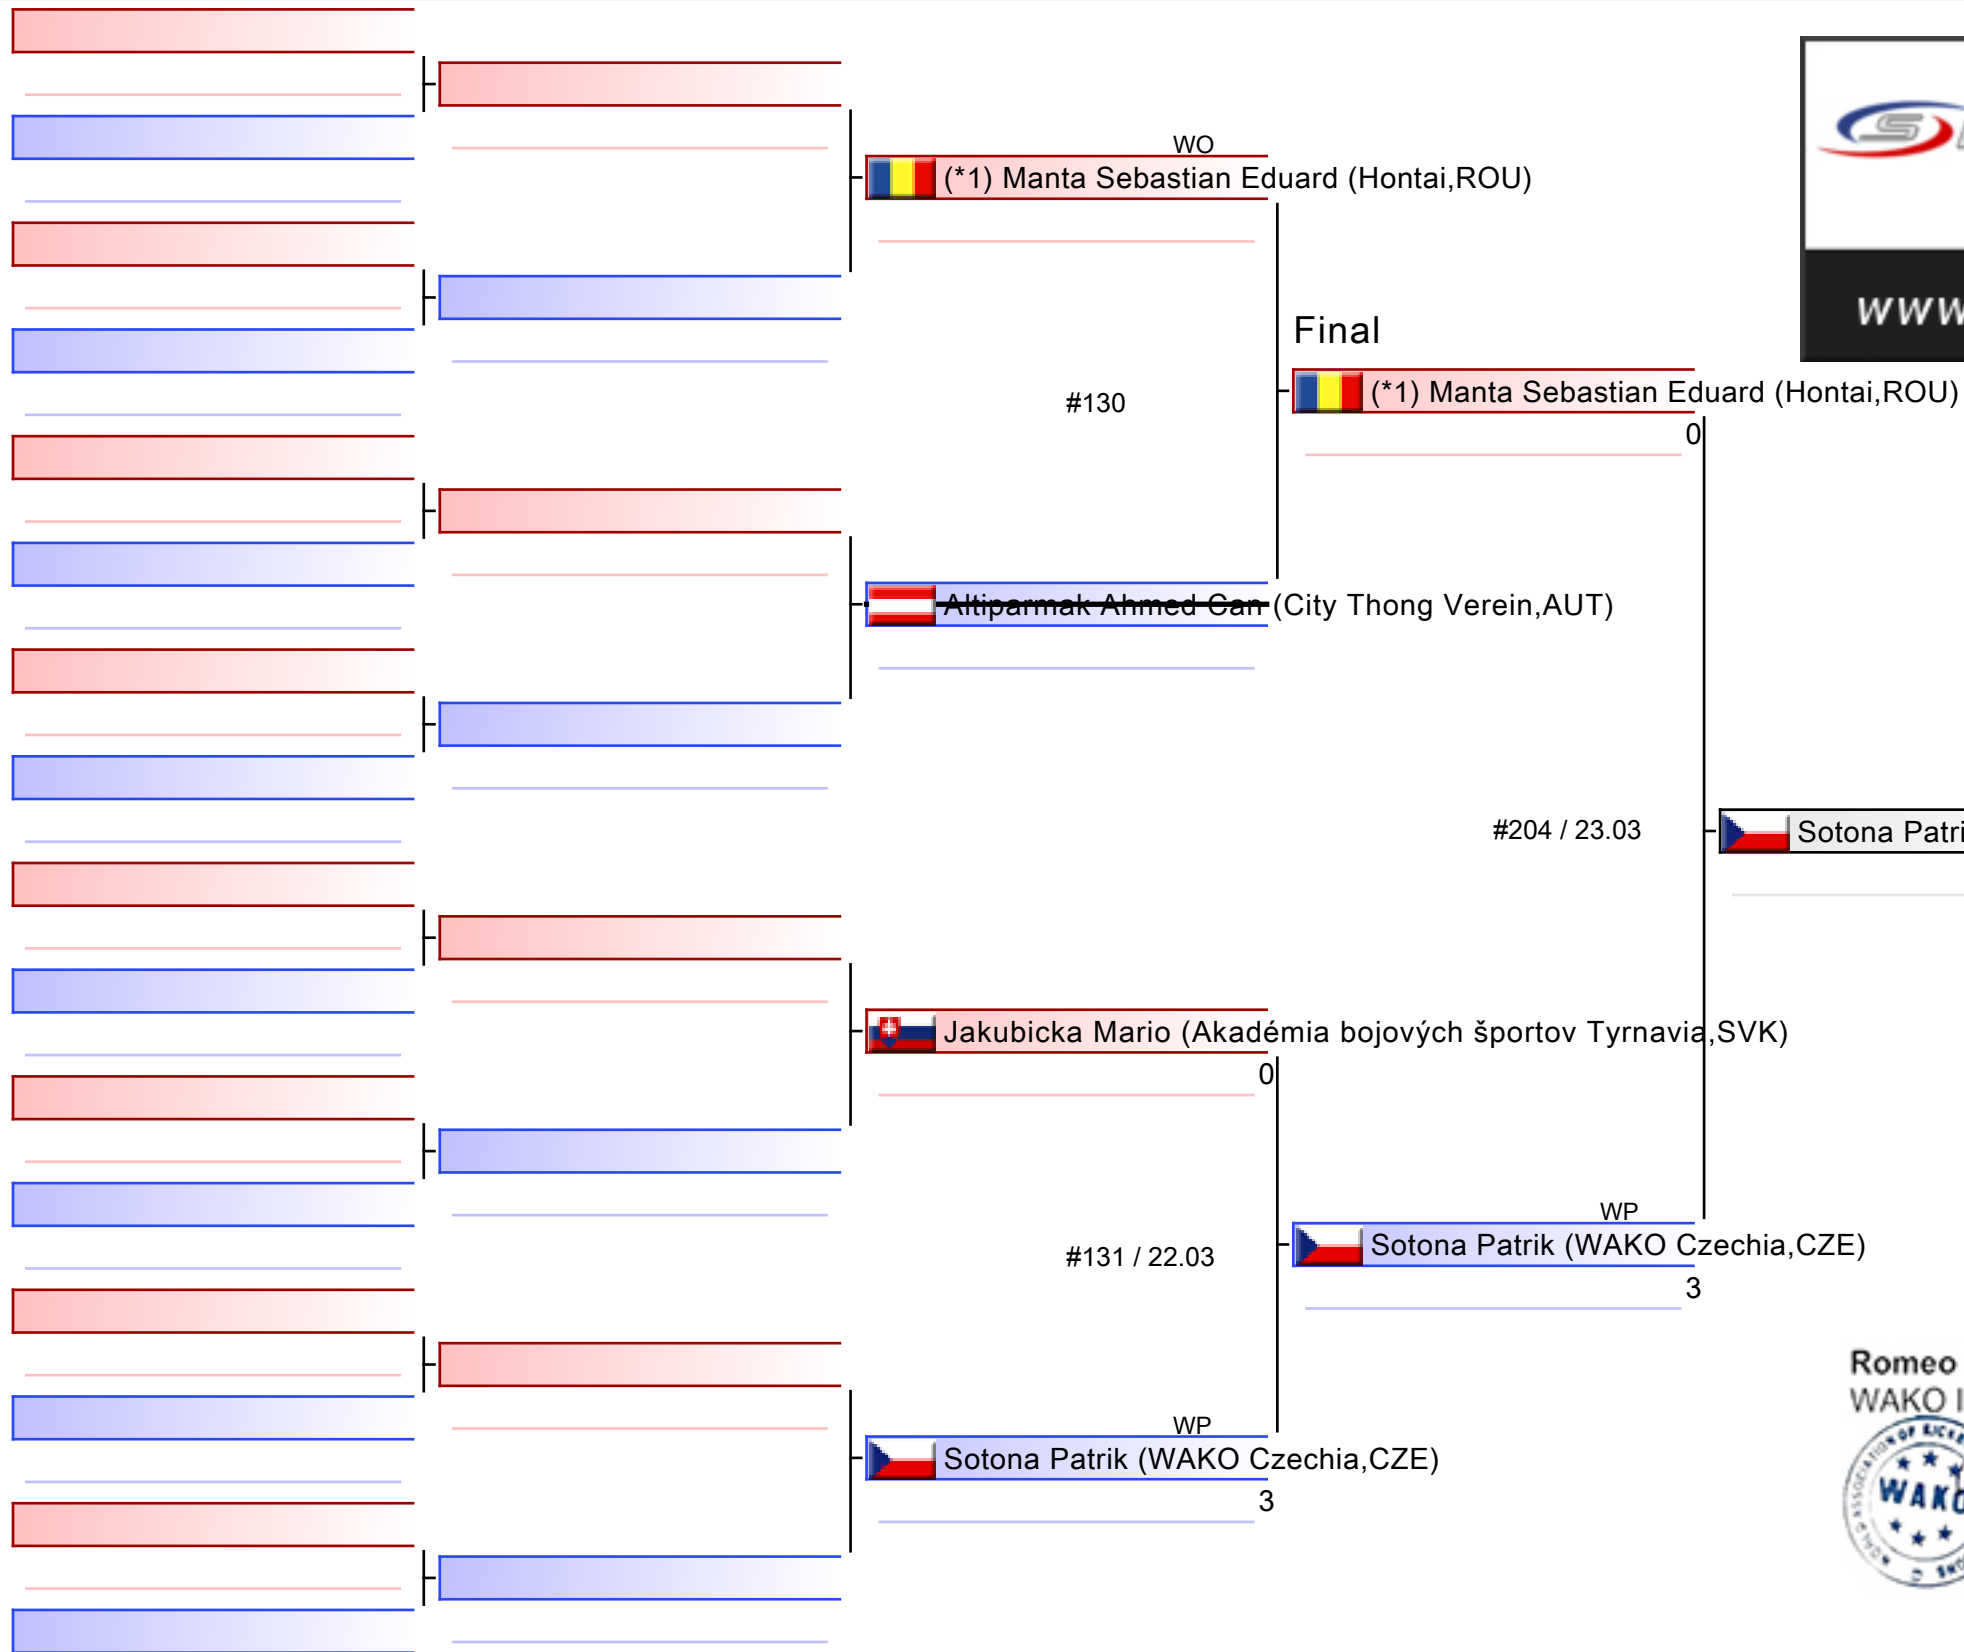 WO
(*1) Manta Sebastian Eduard (Hontai,ROU)
Final
#130
(*1) Manta Sebastian Eduard (Hontai,ROU)
0
Altiparmak Ahmed Can (City Thong Verein,AUT)
#204 / 23.03
Sotona Patri
Jakubicka Mario (Akadémia bojových športov Tyrnavia,SVK)
0
#131 / 22.03
WP
Sotona Patrik (WAKO Czechia,CZE)
3
WP
Sotona Patrik (WAKO Czechia,CZE)
3
www
Romeo
WAKO I
WAKO